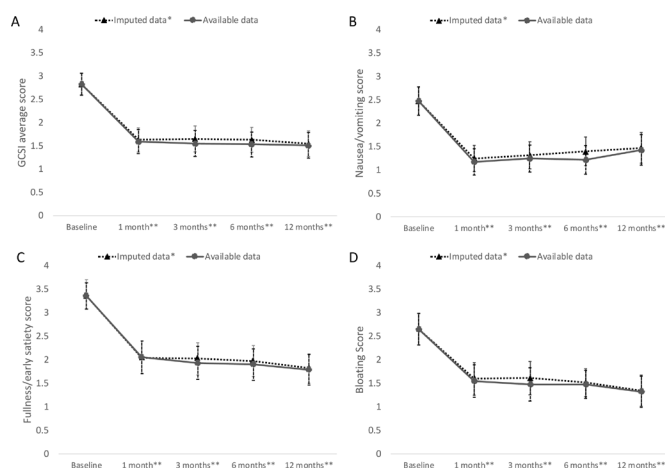 A
Imputed data* Available data
GCSI average score
4
3.5
3
2.5
2
1.5
1
0.5
0
Baseline 1 month** 3 months** 6 months** 12 months**
B
Imputed data* Available data
Nausea/vomiting score
4
3.5
3
2.5
2
1.5
1
0.5
0
Baseline 1 month** 3 months** 6 months** 12 months**
C
Imputed data* Available data
Fullness/early satiety score
4
3.5
3
2.5
2
1.5
1
0.5
0
Baseline 1 month** 3 months** 6 months** 12 months**
D
Imputed data* Available data
Bloating Score
4
3.5
3
2.5
2
1.5
1
0.5
0
Baseline 1 month** 3 months** 6 months** 12 months**